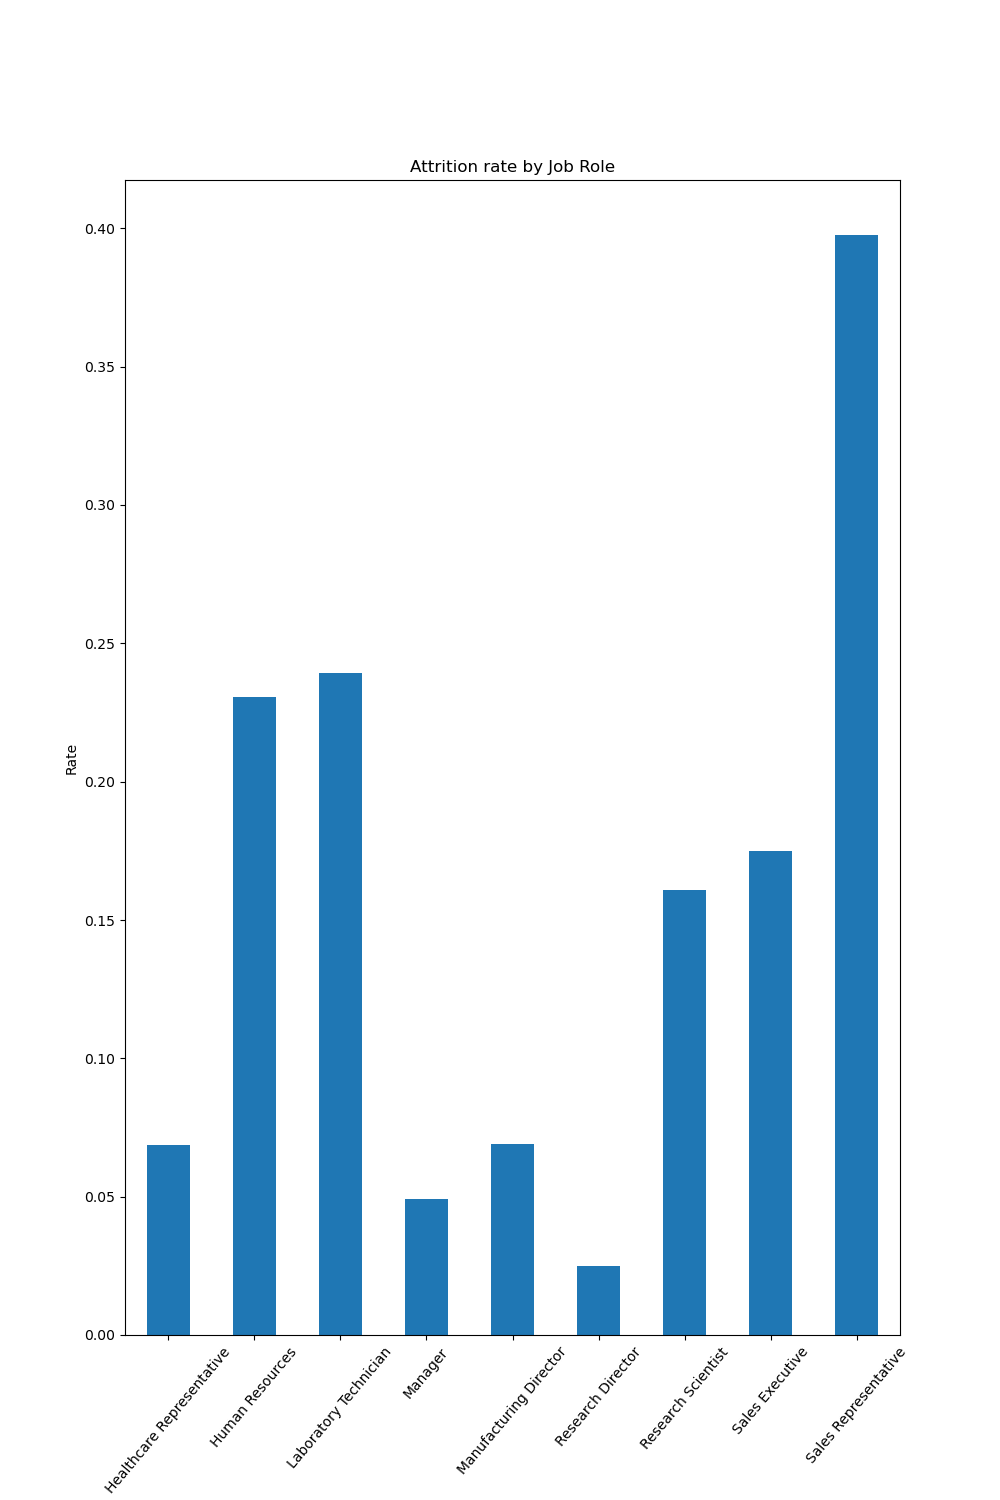 Attrition rate by Job Role
0.40
0.35
0.30
0.25
0.20
0.15
0.10
0.05
0.00
Rate
Healthcare Representative
Human Resources
Laboratory Technician
Manager
Manufacturing Director
Research Director
Research Scientist
Sales Executive
Sales Representative